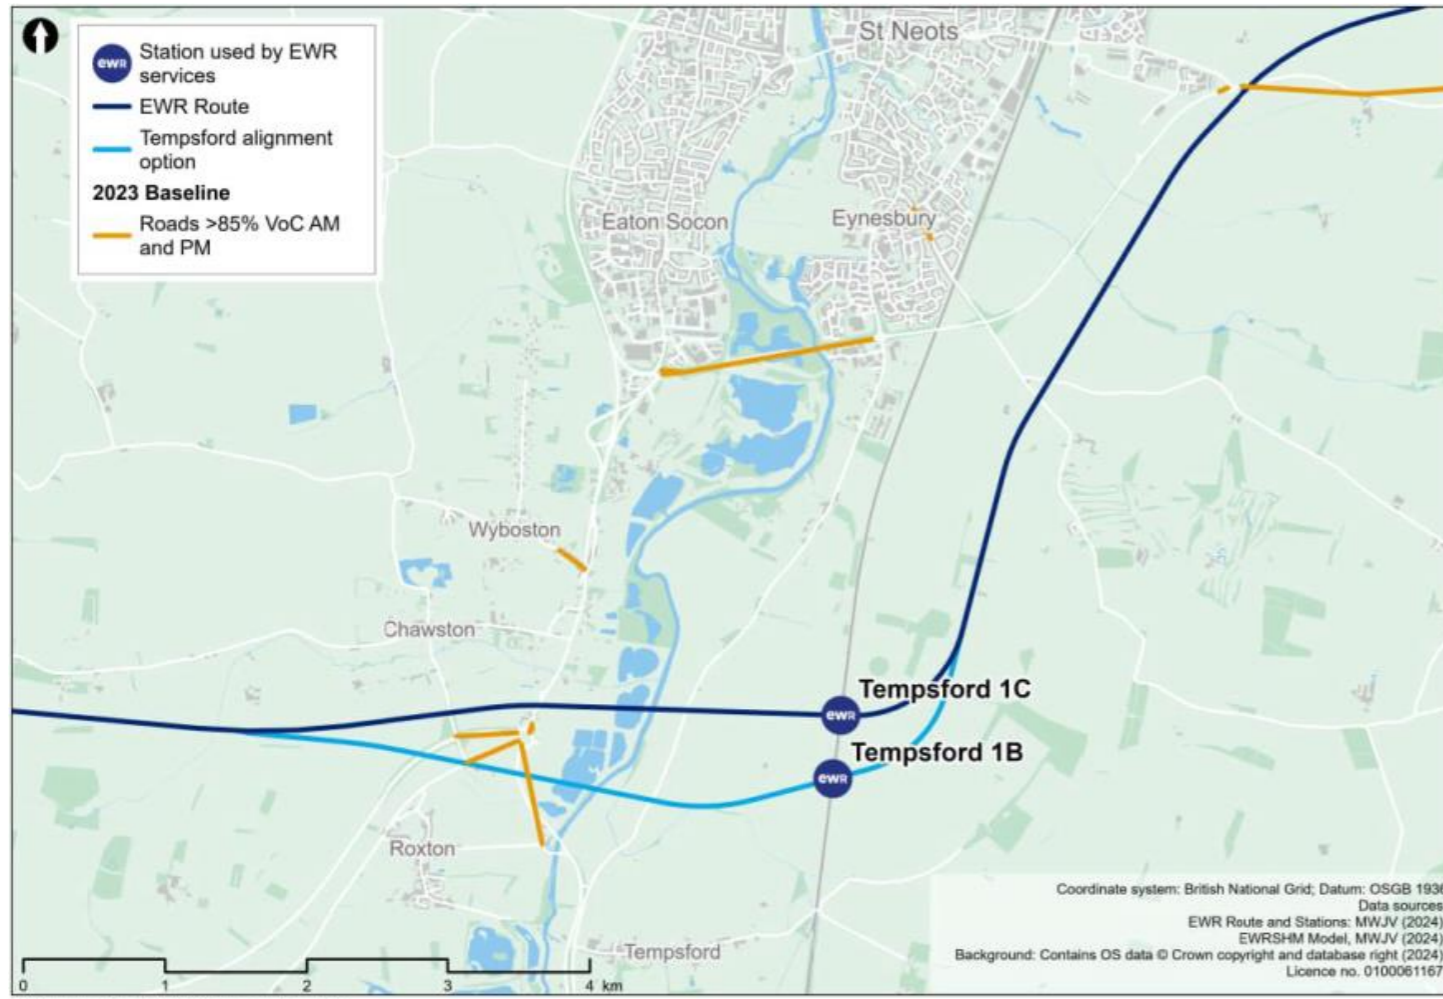 St Neots
ewr
Station used by EWR
services
EWR Route
Tempsford alignment
option
2023 Baseline
Roads >85% VoC AM
and PM
Eaton Socon
Eynesbury
Wyboston
Chawston
Tempsford 1C
ewr
Tempsford 1B
ewr
Roxton
Tempsford
Coordinate system: British National Grid; Datum: OSGB 1936
Data sources
EWR Route and Stations: MWJV (2024)
EWRSHM Model, MWJV (2024)
Background: Contains OS data © Crown copyright and database right (2024)
Licence no. 0100061167
0 1 2 3 4 km